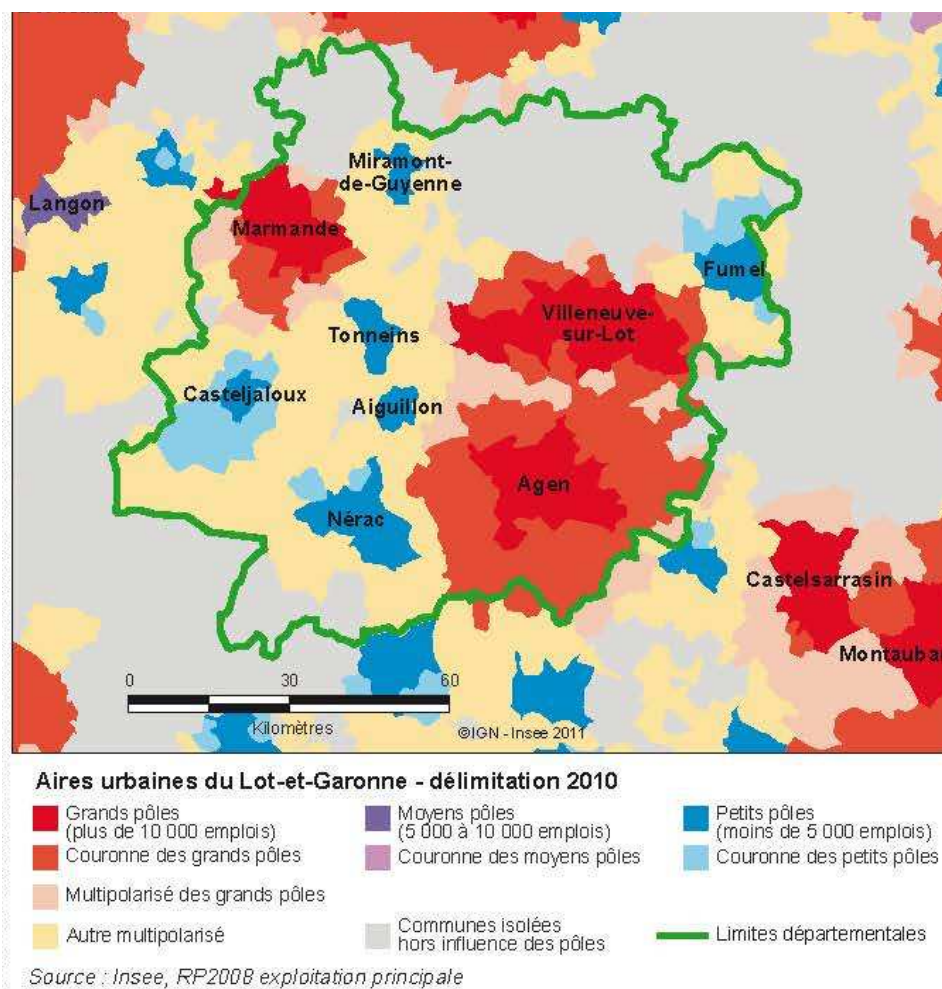 Miramont-
de-Guyenne
Langon
Marmande
Fumel
Villeneuve-
sur-Lot
Tonneins
Casteljaloux
Aiguillon
Agen
Nérac
Castelsarrasin
Montauba
0 30 60
Kilomètres
©IGN - Insee 2011
Aires urbaines du Lot-et-Garonne - délimitation 2010
Grands pôles
(plus de 10 000 emplois)
Moyens pôles
(5 000 à 10 000 emplois)
Petits pôles
(moins de 5 000 emplois)
Couronne des grands pôles
Couronne des moyens pôles
Couronne des petits pôles
Multipolarisé des grands pôles
Autre multipolarisé
Communes isolées
hors influence des pôles
Limites départementales
Source : Insee, RP2008 exploitation principale